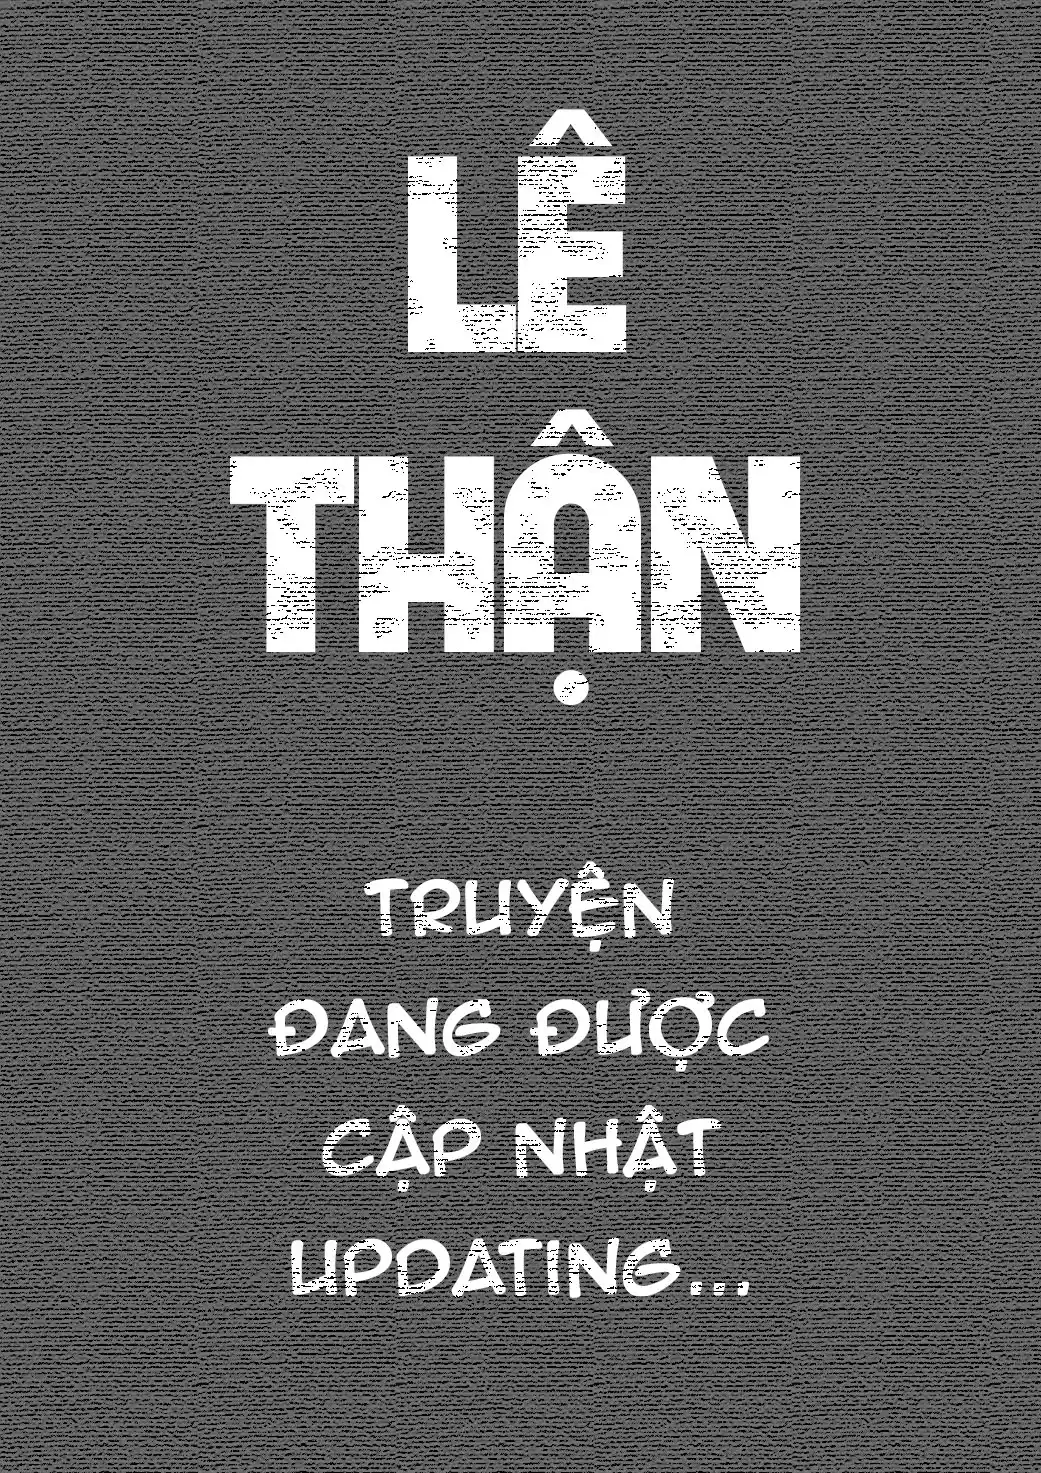 LÊ
THẬN
TRUYỆN
ĐANG ĐƯỢC
CẬP NHẬT
UPDATING...